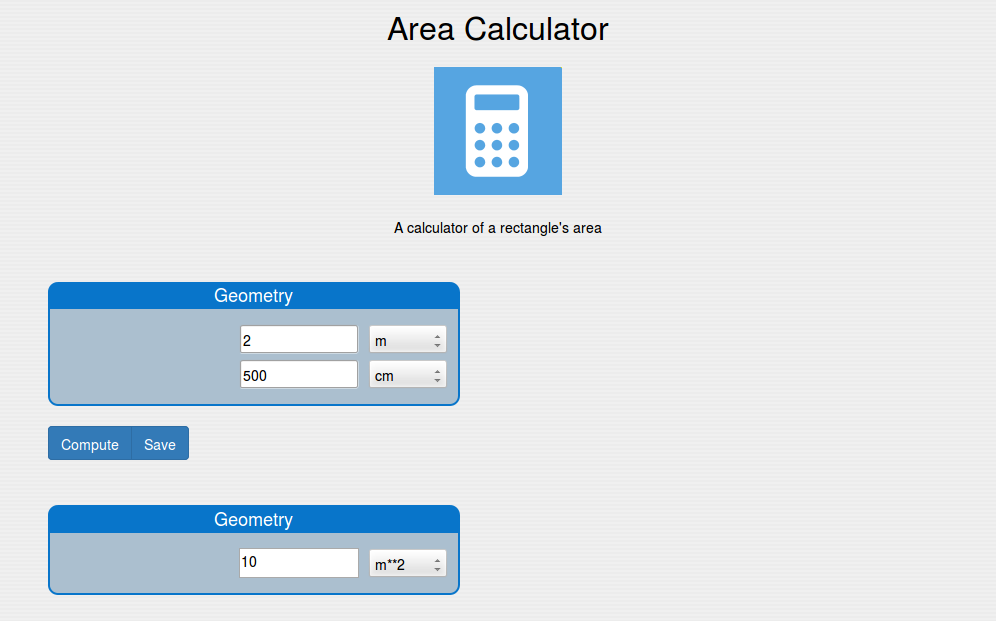 Area Calculator
A calculator of a rectangle's area
Geometry
2 m
500 cm
Compute Save
Geometry
10 m**2